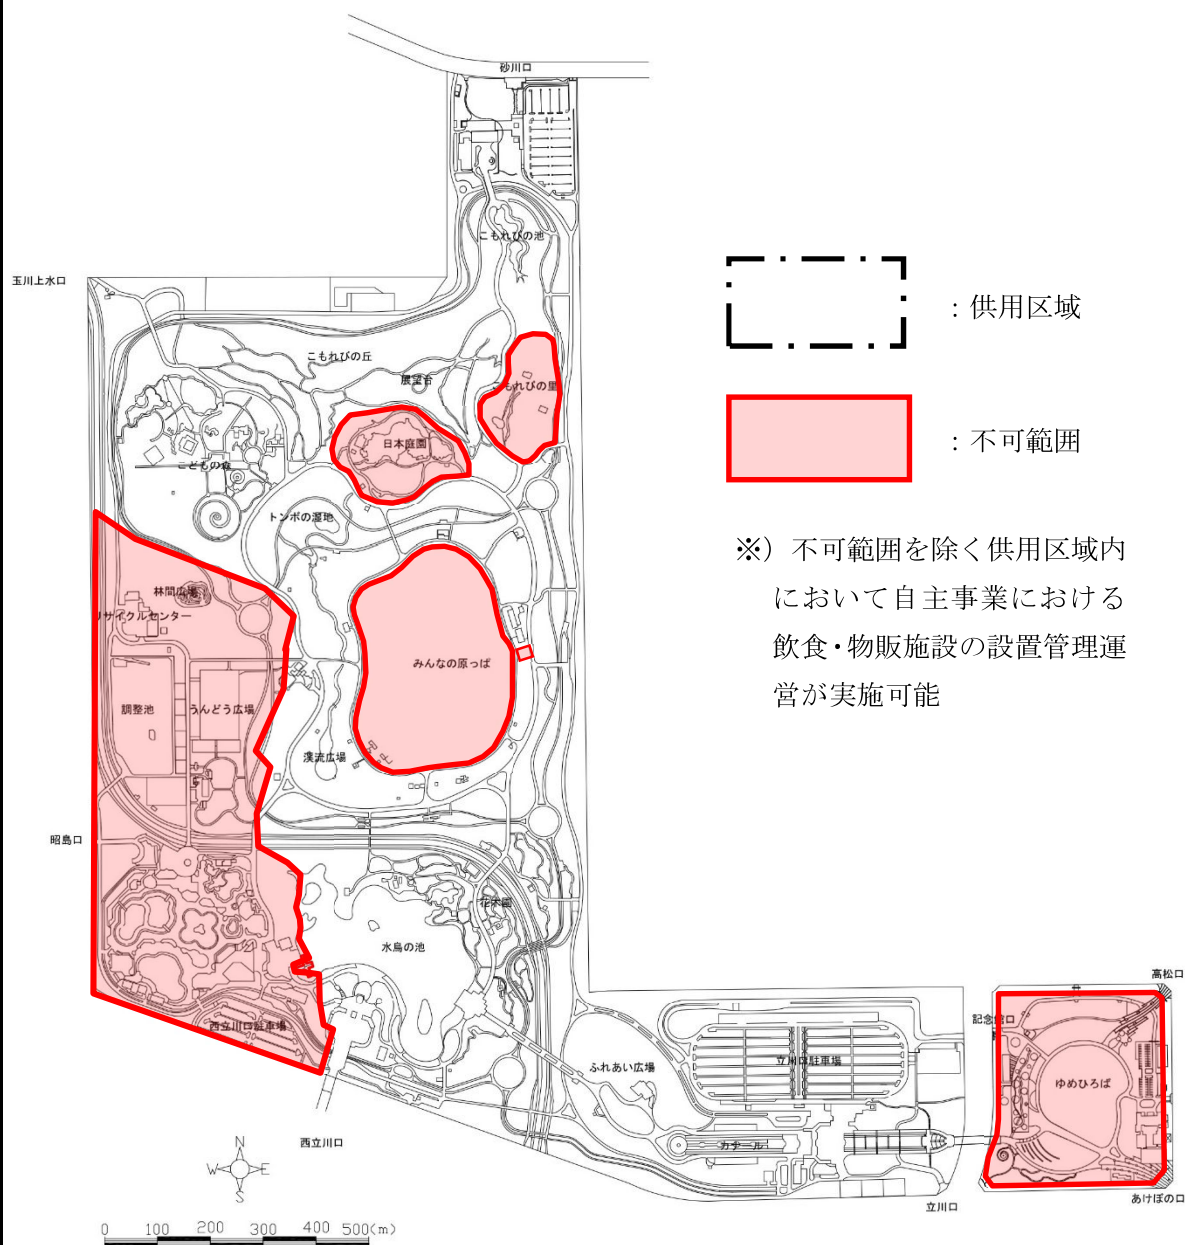 砂川口
こもれびの池
玉川上水口
：供用区域
こもれびの丘
展望台
こもれびの里
：不可範囲
日本庭園
こどもの森
トンボの湿地
※）不可範囲を除く供用区域内
において自主事業における
飲食・物販施設の設置管理運
営が実施可能
林間広場
リサイクルセンター
みんなの原っぱ
調整池
うんどう広場
渓流広場
昭島口
花木園
水鳥の池
高松口
記念館口
西立川口駐車場
ふれあい広場
立川口駐車場
ゆめひろば
西立川口
カナール
あけぼの口
立川口
N
W
E
S
0 100 200 300 400 500(m)